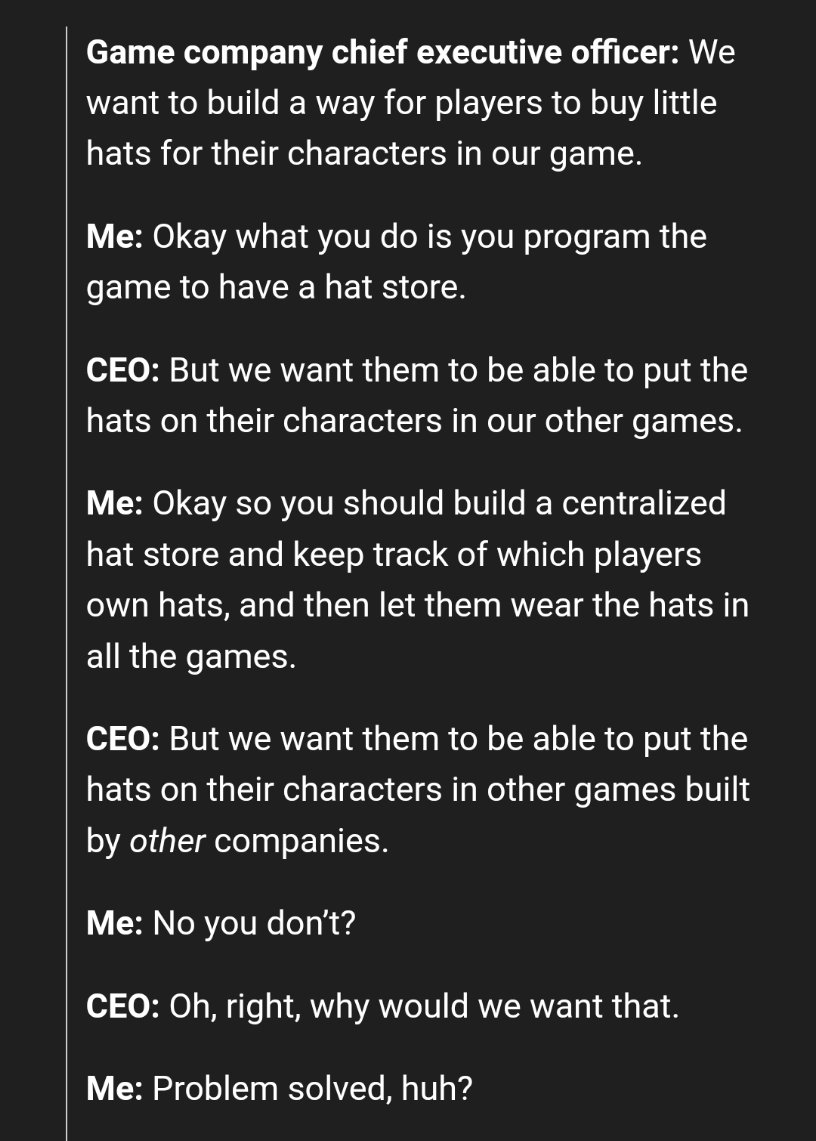 Game company chief executive officer: We
want to build a way for players to buy little
hats for their characters in our game.
Me: Okay what you do is you program the
game to have a hat store.
CEO: But we want them to be able to put the
hats on their characters in our other games.
Me: Okay so you should build a centralized
hat store and keep track of which players
own hats, and then let them wear the hats in
all the games.
CEO: But we want them to be able to put the
hats on their characters in other games built
by other companies.
Me: No you don’t?
CEO: Oh, right, why would we want that.
Me: Problem solved, huh?